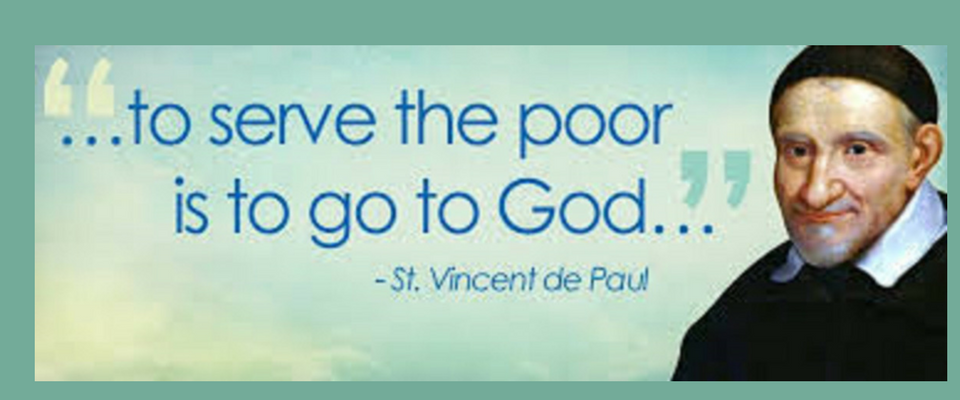 “...to serve the poor
is to go to God...”
- St. Vincent de Paul